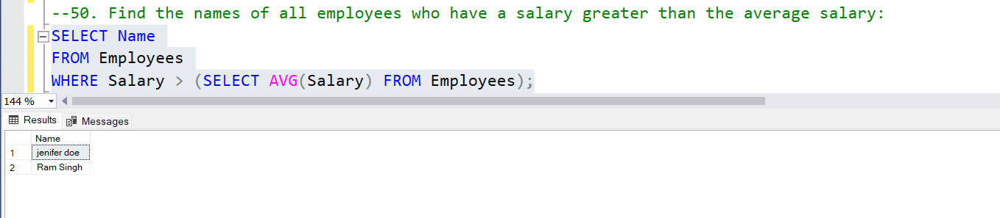 --50. Find the names of all employees who have a salary greater than the average salary:
SELECT Name
FROM Employees
WHERE Salary > (SELECT AVG(Salary) FROM Employees);
144 %
Results Messages
Name
1 jenifer doe
2 Ram Singh